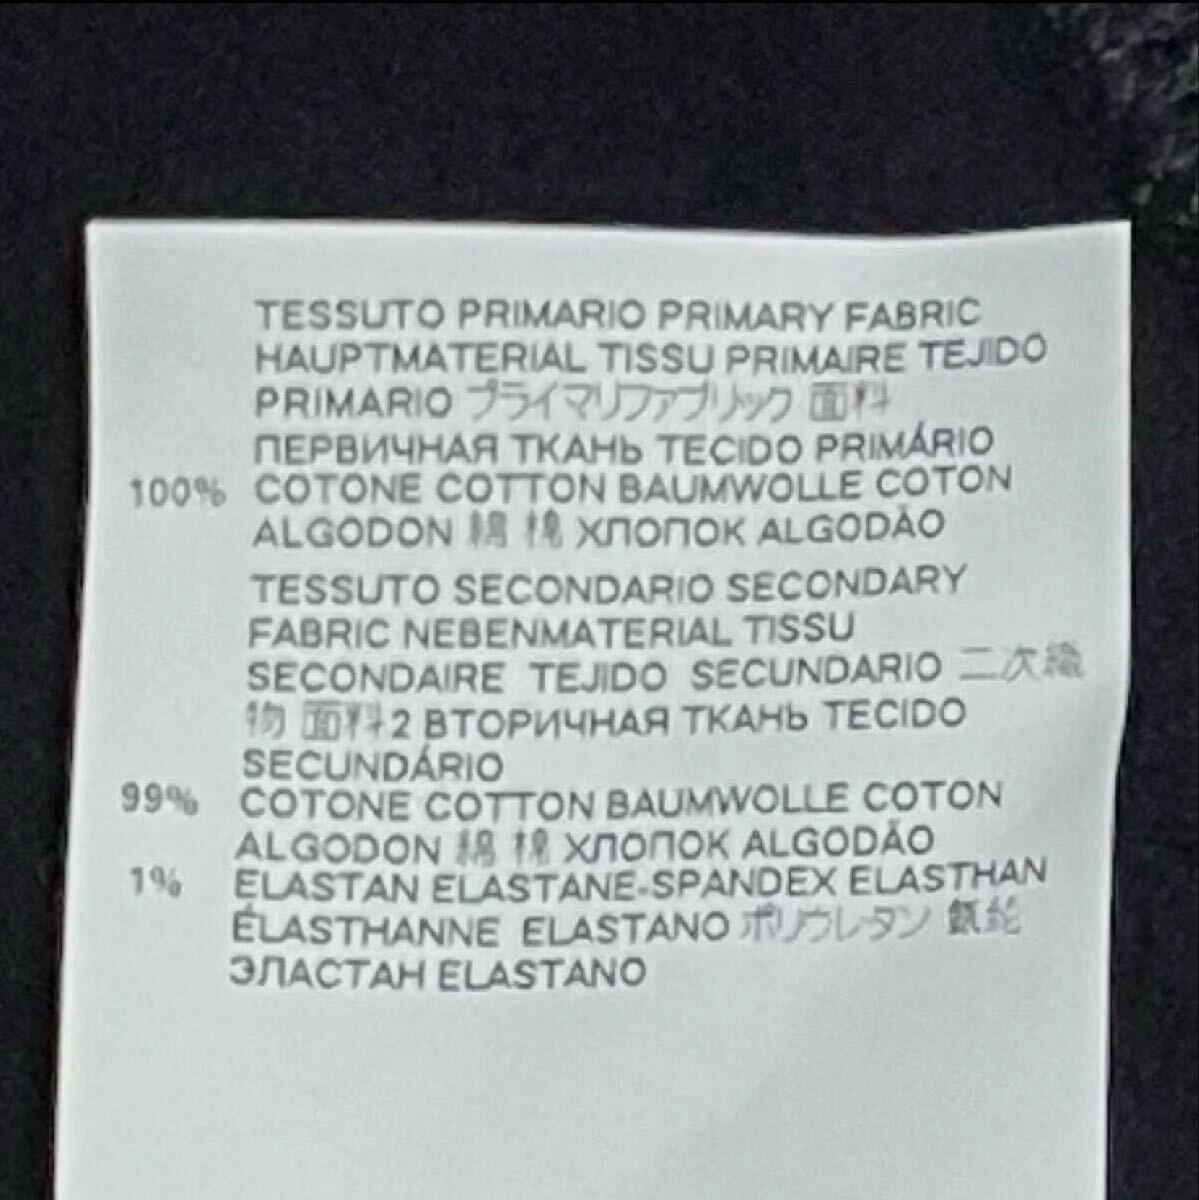 TESSUTO PRIMARIO PRIMARY FABRIC
HAUPTMATERIAL TISSU PRIMAIRE TEJIDO
PRIMARIO プライマリファブリック 面料
ПЕРВИЧНАЯ ТКАНЬ TECIDO PRIMÁRIO
100% COTONE COTTON BAUMWOLLE COTON
ALGODON 綿 棉 ХЛОПОК ALGODÃO
TESSUTO SECONDARIO SECONDARY
FABRIC NEBENMATERIAL TISSU
SECONDAIRE TEJIDO SECUNDARIO 二次織
物 面料2 ВТОРИЧНАЯ ТКАНЬ TECIDO
SECUNDÁRIO
99% COTONE COTTON BAUMWOLLE COTON
ALGODON 綿 棉 ХЛОПОК ALGODÃO
1% ELASTAN ELASTANE-SPANDEX ELASTHAN
ÉLASTHANNE ELASTANO ポリウレタン 氨纶
ЭЛАСТАН ELASTANO